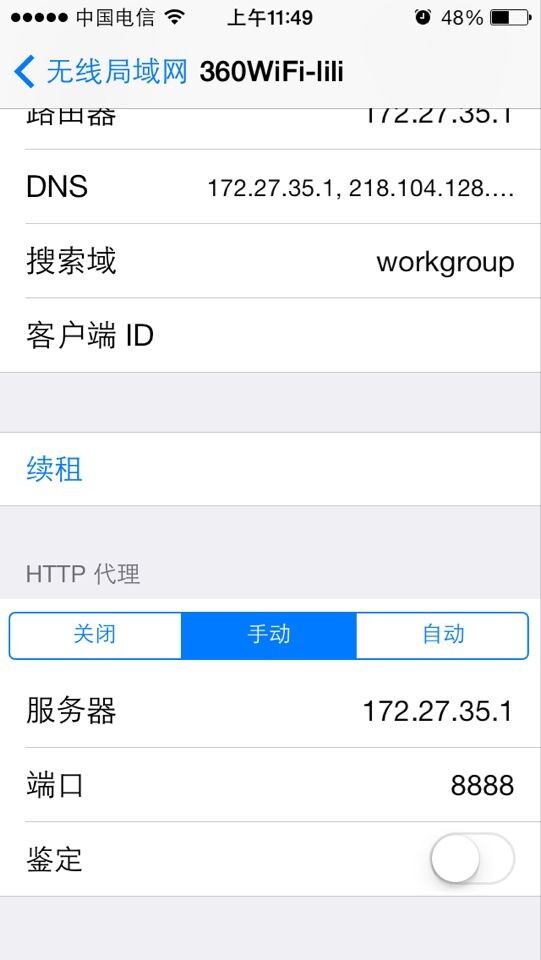 中国电信 上午11:49 48%
无线局域网 360WiFi-lili
路由器 172.27.35.1
DNS 172.27.35.1, 218.104.128....
搜索域 workgroup
客户端 ID
续租
HTTP 代理
关闭 手动 自动
服务器 172.27.35.1
端口 8888
鉴定